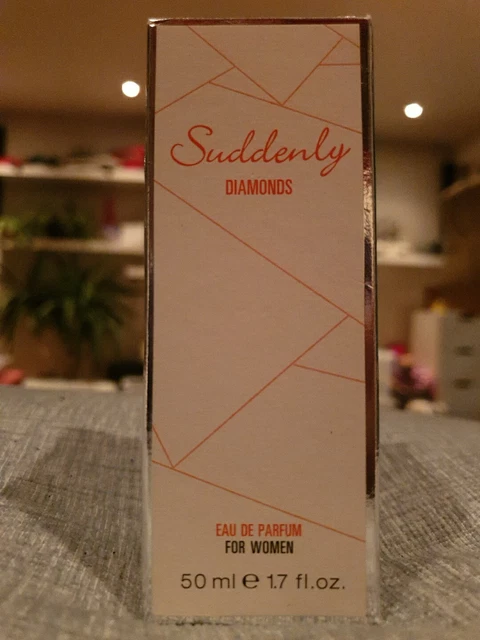 Suddenly
DIAMONDS
EAU DE PARFUM
FOR WOMEN
50 ml ℮ 1.7 fl.oz.